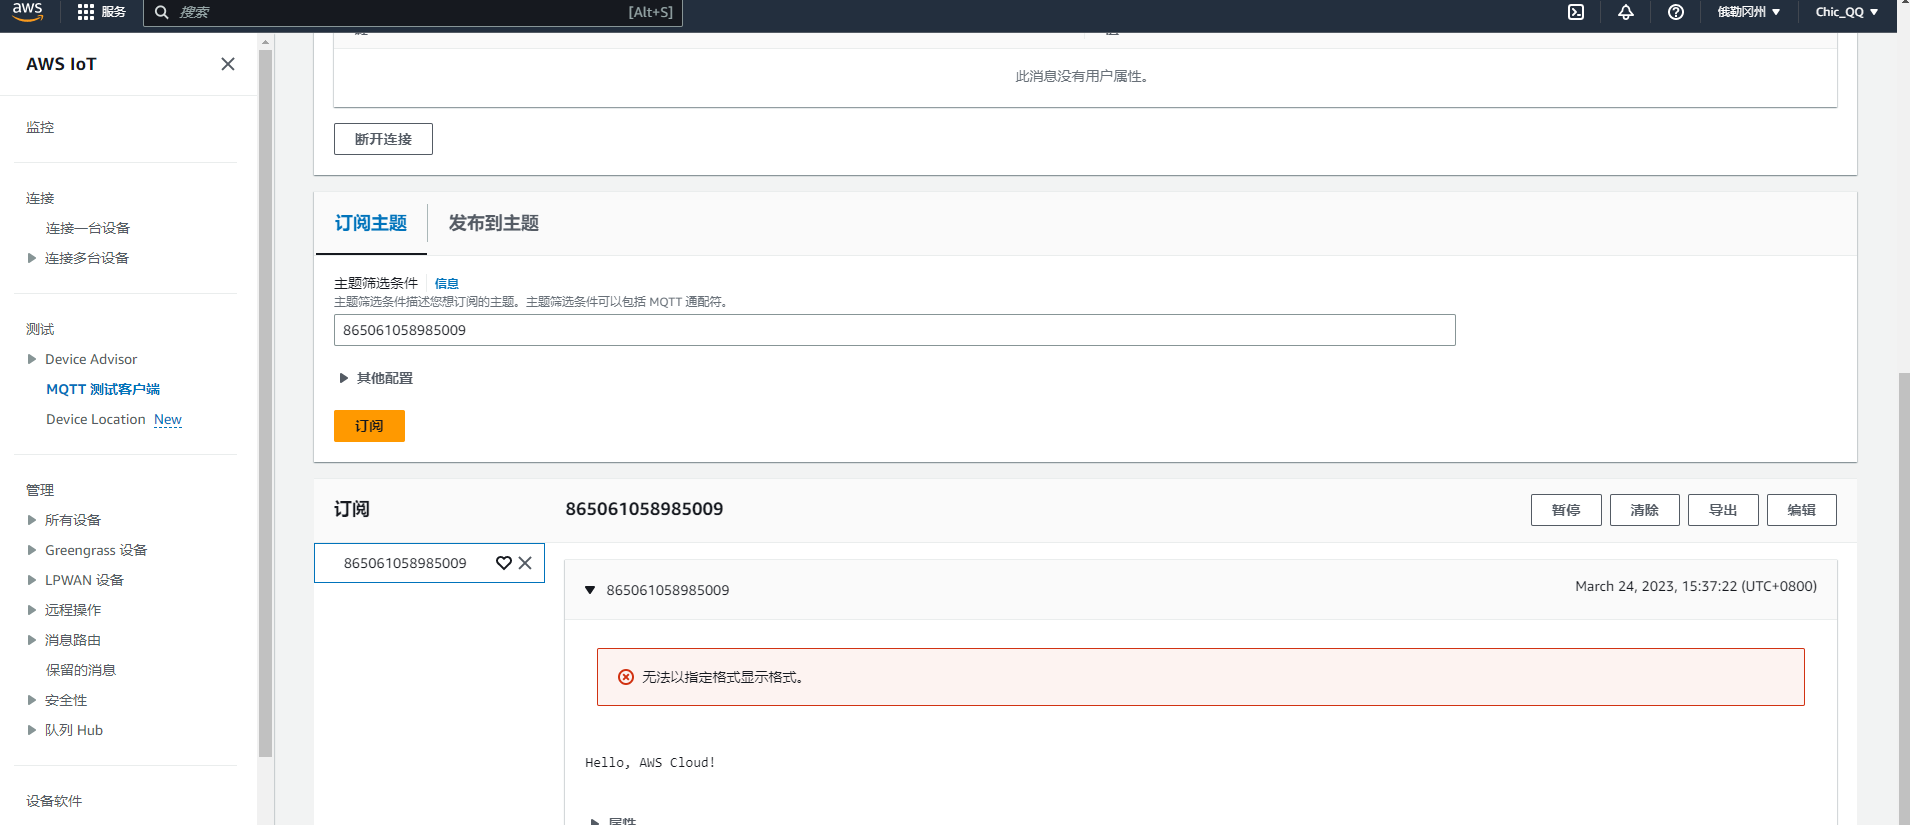 aws
服务
搜索
[Alt+S]
俄勒冈州
Chic_QQ
AWS IoT
监控
连接
连接一台设备
连接多台设备
测试
Device Advisor
MQTT 测试客户端
Device Location New
管理
所有设备
Greengrass 设备
LPWAN 设备
远程操作
消息路由
保留的消息
安全性
队列 Hub
设备软件
此消息没有用户属性。
断开连接
订阅主题
发布到主题
主题筛选条件 信息
主题筛选条件描述您想订阅的主题。主题筛选条件可以包括 MQTT 通配符。
865061058985009
其他配置
订阅
订阅
865061058985009
暂停
清除
导出
编辑
865061058985009
865061058985009
March 24, 2023, 15:37:22 (UTC+0800)
无法以指定格式显示格式。
Hello, AWS Cloud!
属性